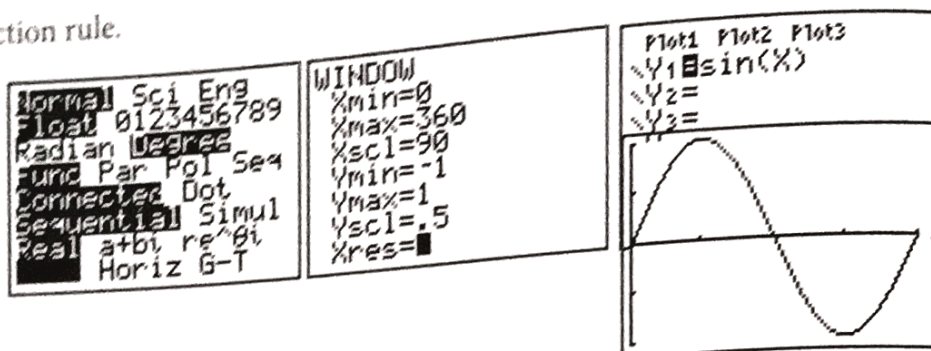 ction rule.
Normal Sci Eng
Float 0123456789
Radian Degree
Func Par Pol Seq
Connected Dot
Sequential Simul
Real a+bi re^θi
Horiz G-T
WINDOW
Xmin=0
Xmax=360
Xscl=90
Ymin=-1
Ymax=1
Yscl=.5
Xres=
Plot1 Plot2 Plot3
\Y1=sin(X)
\Y2=
\Y3=